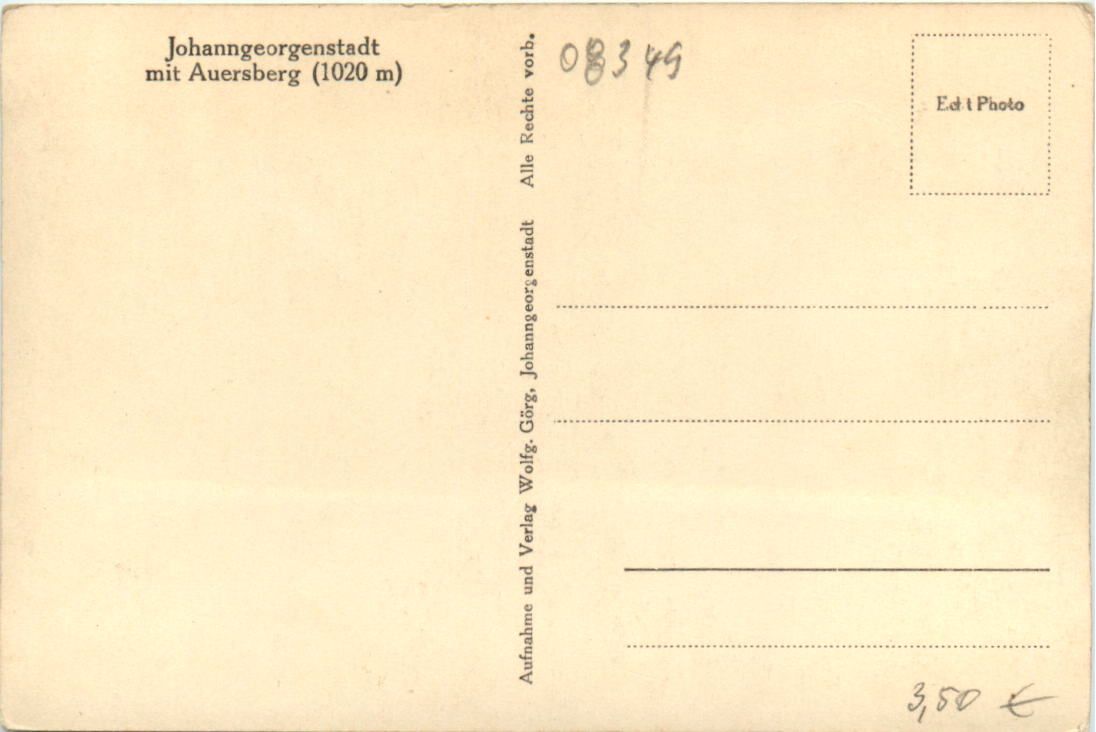 Johanngeorgenstadt
mit Auersberg (1020 m)
Aufnahme und Verlag Wolfg. Görg, Johanngeorgenstadt Alle Rechte vorb.
08349
Echt Photo
3,50 €